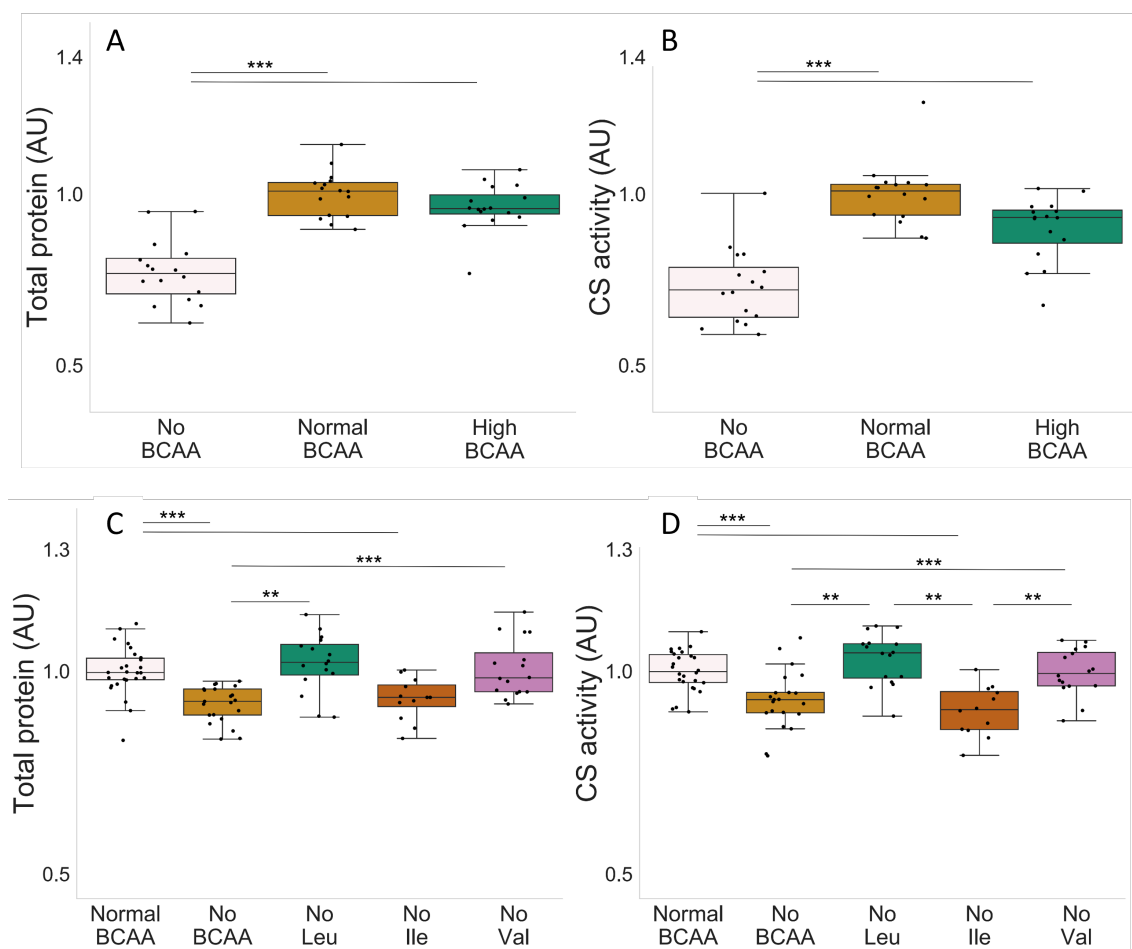 A
Total protein (AU)
1.4
1.0
0.5
***
No
BCAA
Normal
BCAA
High
BCAA
B
CS activity (AU)
1.4
1.0
0.5
***
No
BCAA
Normal
BCAA
High
BCAA
C
Total protein (AU)
1.3
1.0
0.5
***
***
**
Normal
BCAA
No
BCAA
No
Leu
No
Ile
No
Val
D
CS activity (AU)
1.3
1.0
0.5
***
***
** ** **
Normal
BCAA
No
BCAA
No
Leu
No
Ile
No
Val